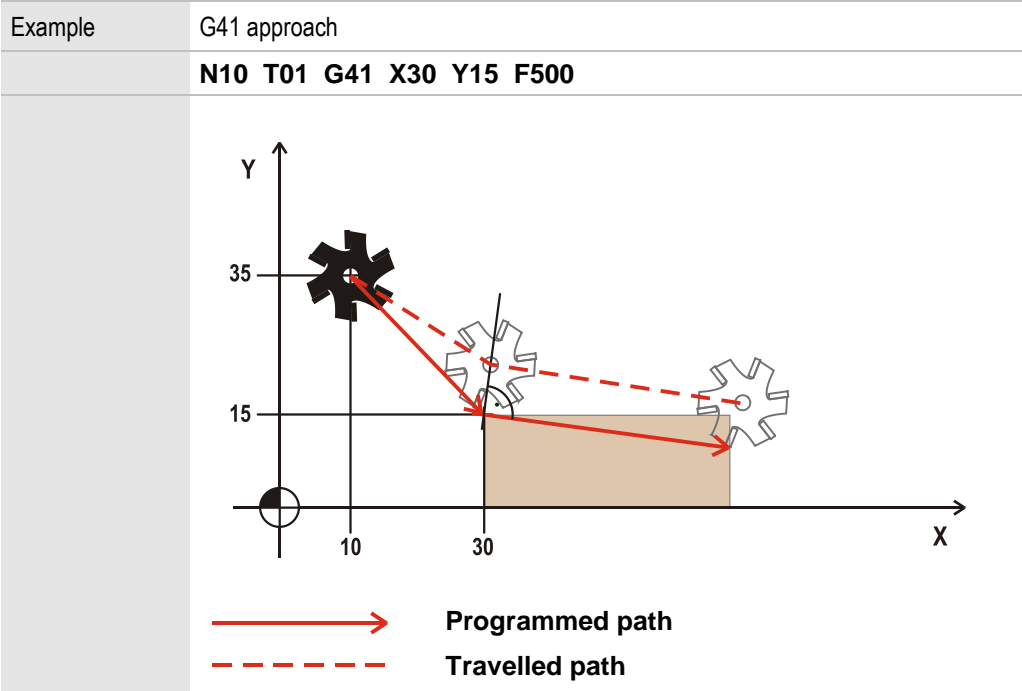 Example G41 approach
N10 T01 G41 X30 Y15 F500
Y
35
15
10 30 X
Programmed path
Travelled path